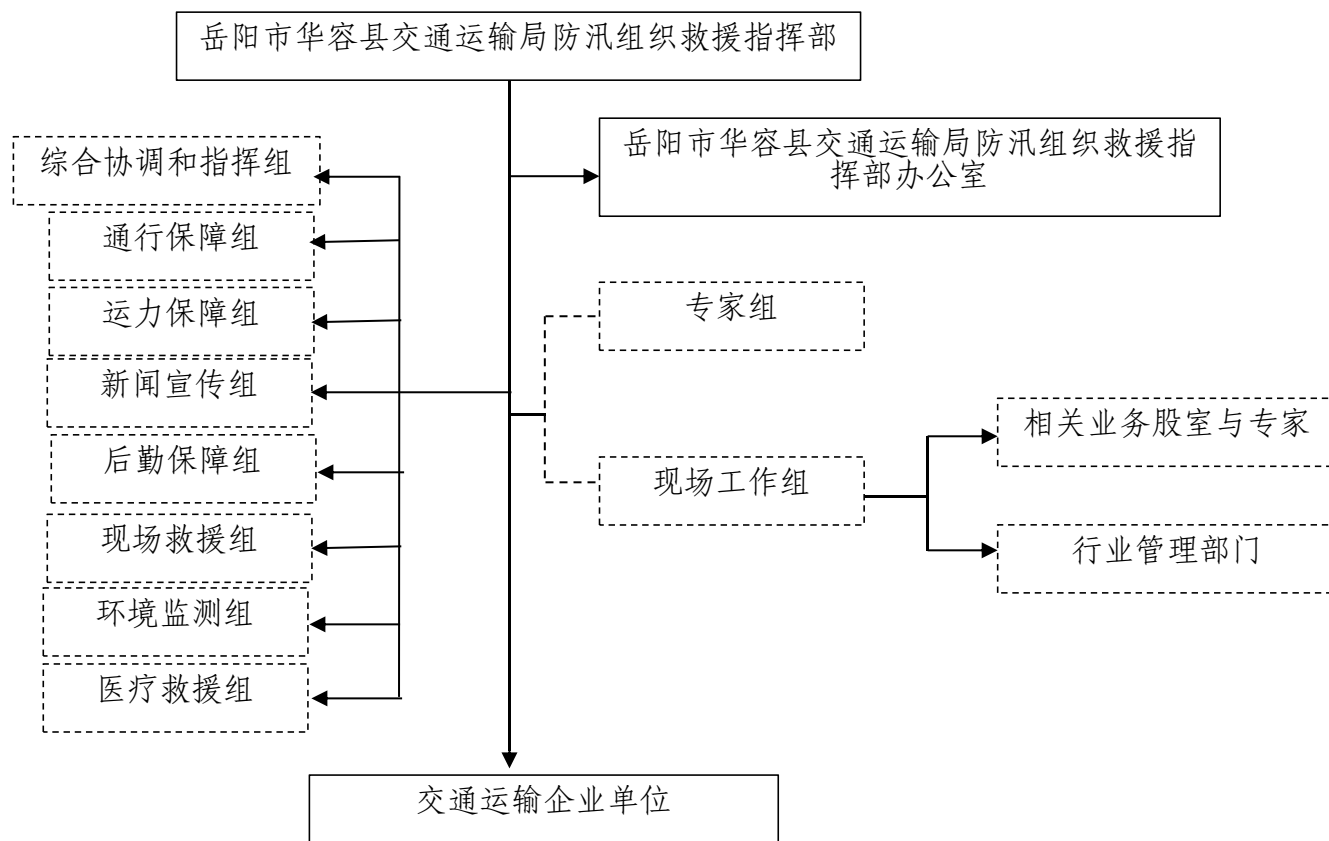 岳阳市华容县交通运输局防汛组织救援指挥部
岳阳市华容县交通运输局防汛组织救援指
挥部办公室
综合协调和指挥组
通行保障组
运力保障组
新闻宣传组
后勤保障组
现场救援组
环境监测组
医疗救援组
专家组
现场工作组
相关业务股室与专家
行业管理部门
交通运输企业单位